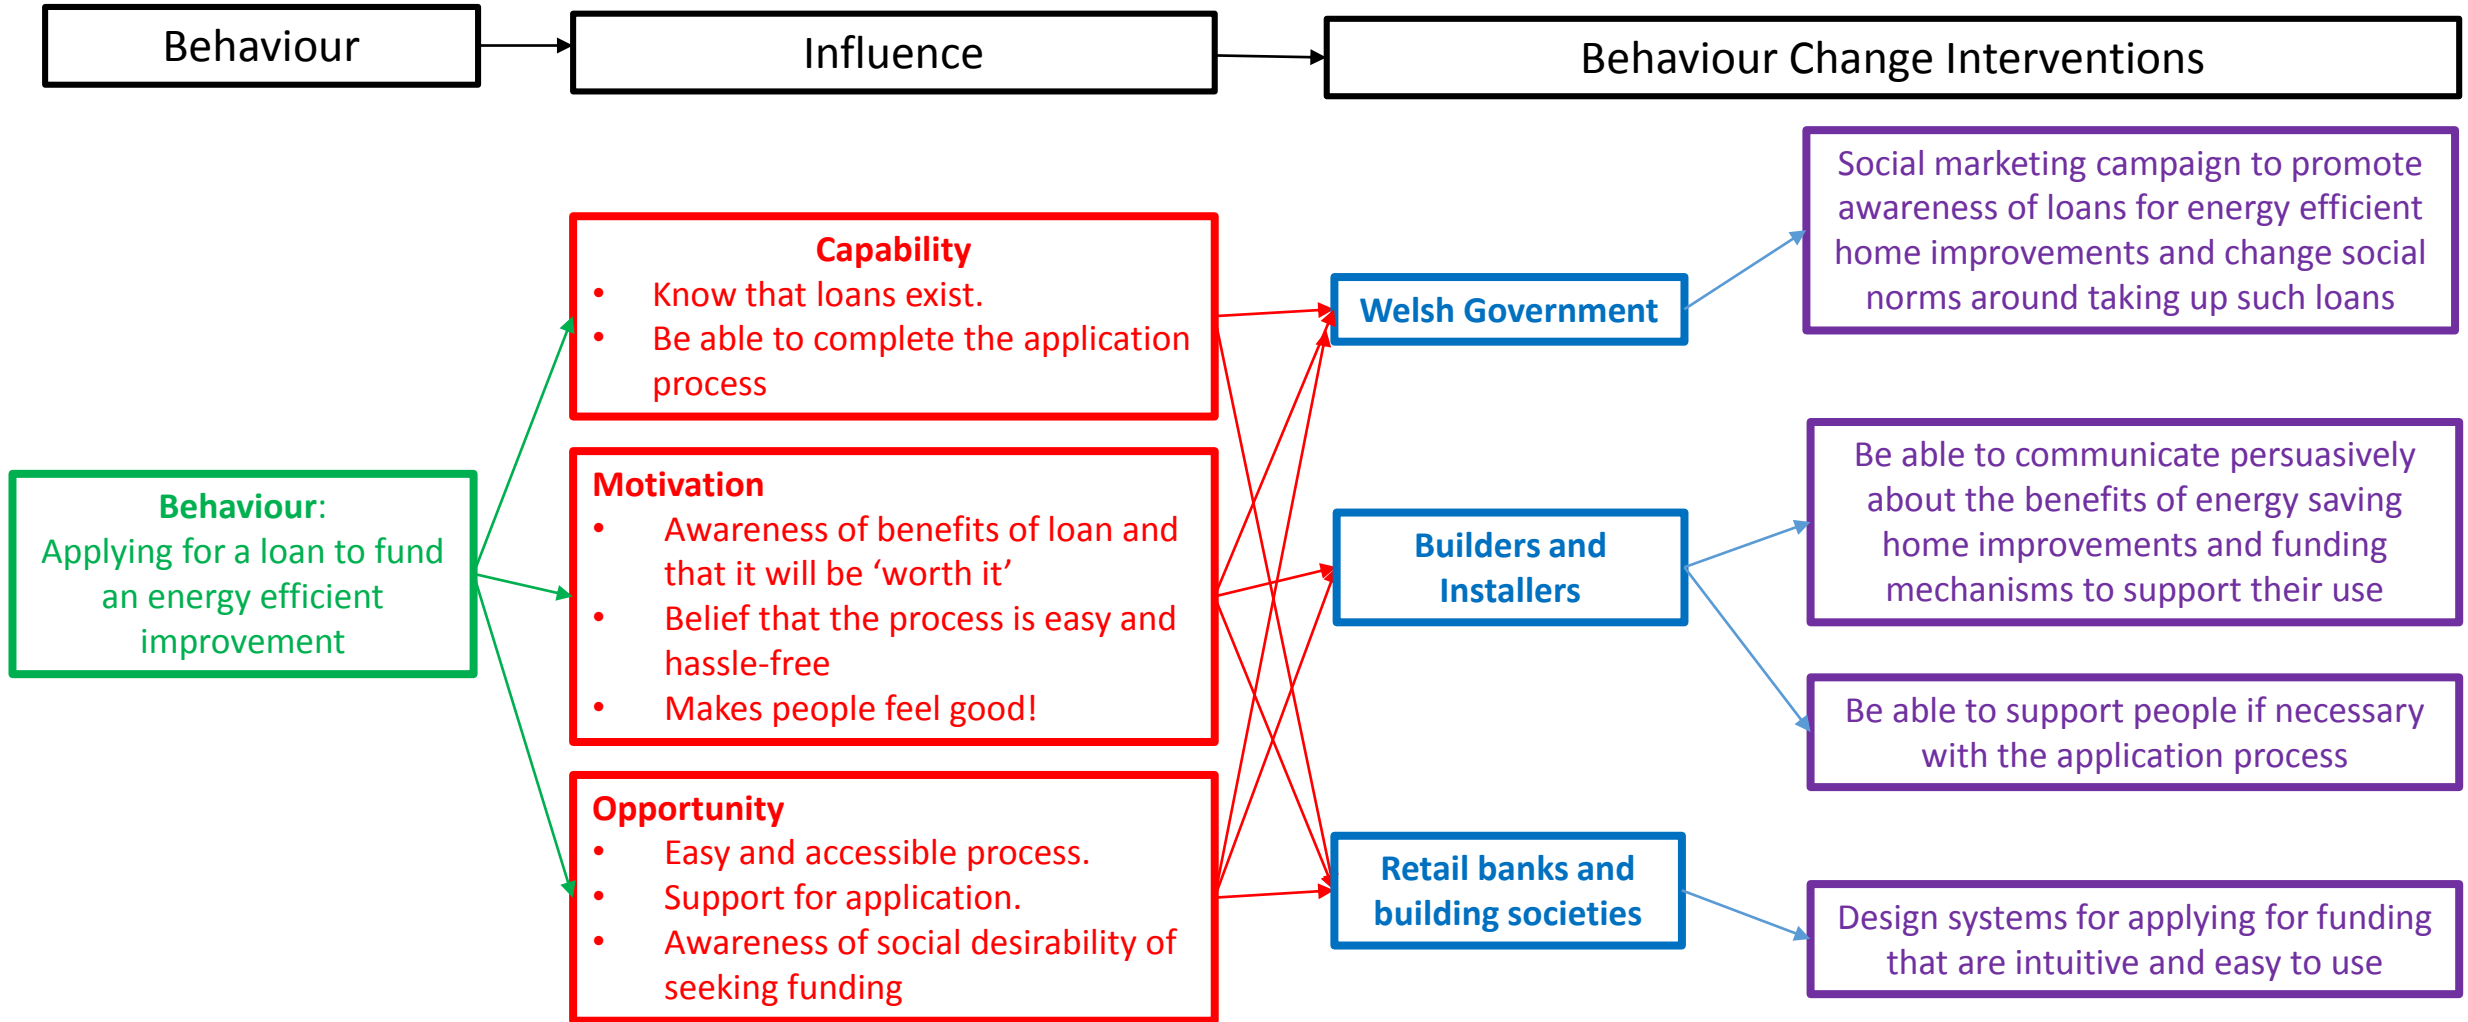 Behaviour
Influence
Behaviour Change Interventions
Behaviour:
Applying for a loan to fund
an energy efficient
improvement
Capability
• Know that loans exist.
• Be able to complete the application
process
Motivation
• Awareness of benefits of loan and
that it will be ‘worth it’
• Belief that the process is easy and
hassle-free
• Makes people feel good!
Opportunity
• Easy and accessible process.
• Support for application.
• Awareness of social desirability of
seeking funding
Welsh Government
Builders and
Installers
Retail banks and
building societies
Social marketing campaign to promote
awareness of loans for energy efficient
home improvements and change social
norms around taking up such loans
Be able to communicate persuasively
about the benefits of energy saving
home improvements and funding
mechanisms to support their use
Be able to support people if necessary
with the application process
Design systems for applying for funding
that are intuitive and easy to use